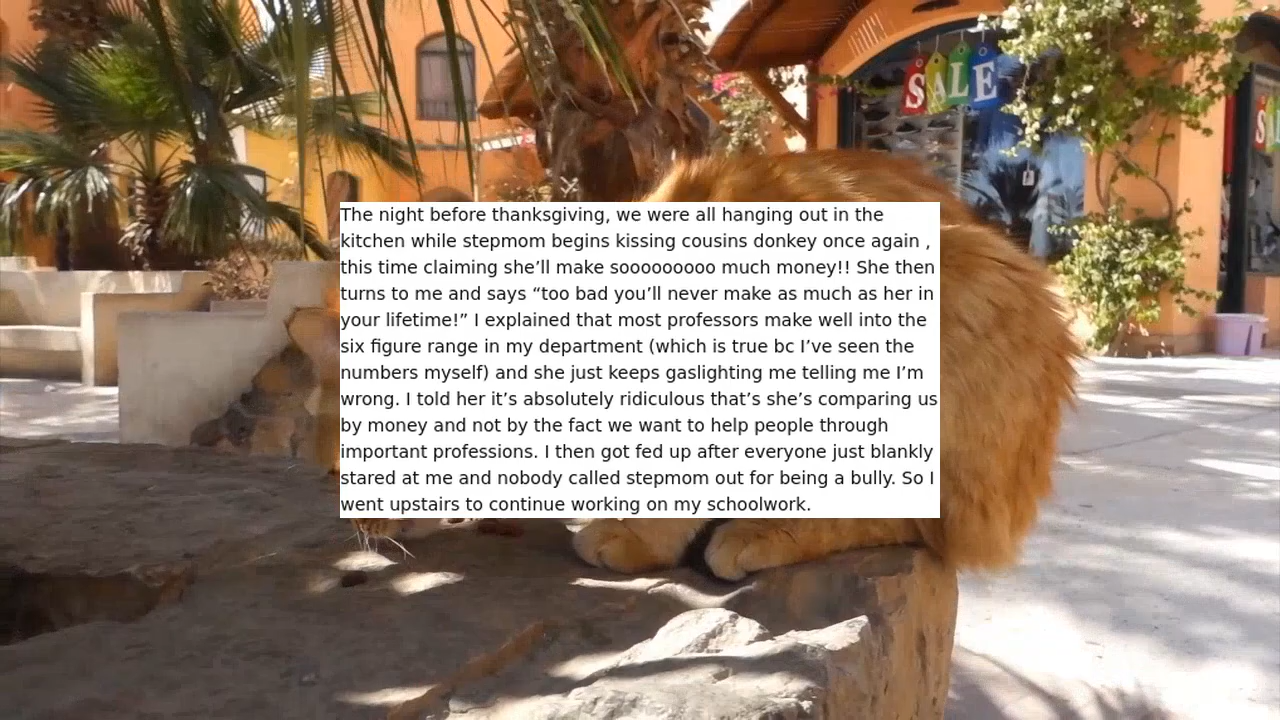 SALE
The night before thanksgiving, we were all hanging out in the
kitchen while stepmom begins kissing cousins donkey once again ,
this time claiming she’ll make sooooooooo much money!! She then
turns to me and says “too bad you’ll never make as much as her in
your lifetime!” I explained that most professors make well into the
six figure range in my department (which is true bc I’ve seen the
numbers myself) and she just keeps gaslighting me telling me I’m
wrong. I told her it’s absolutely ridiculous that’s she’s comparing us
by money and not by the fact we want to help people through
important professions. I then got fed up after everyone just blankly
stared at me and nobody called stepmom out for being a bully. So I
went upstairs to continue working on my schoolwork.